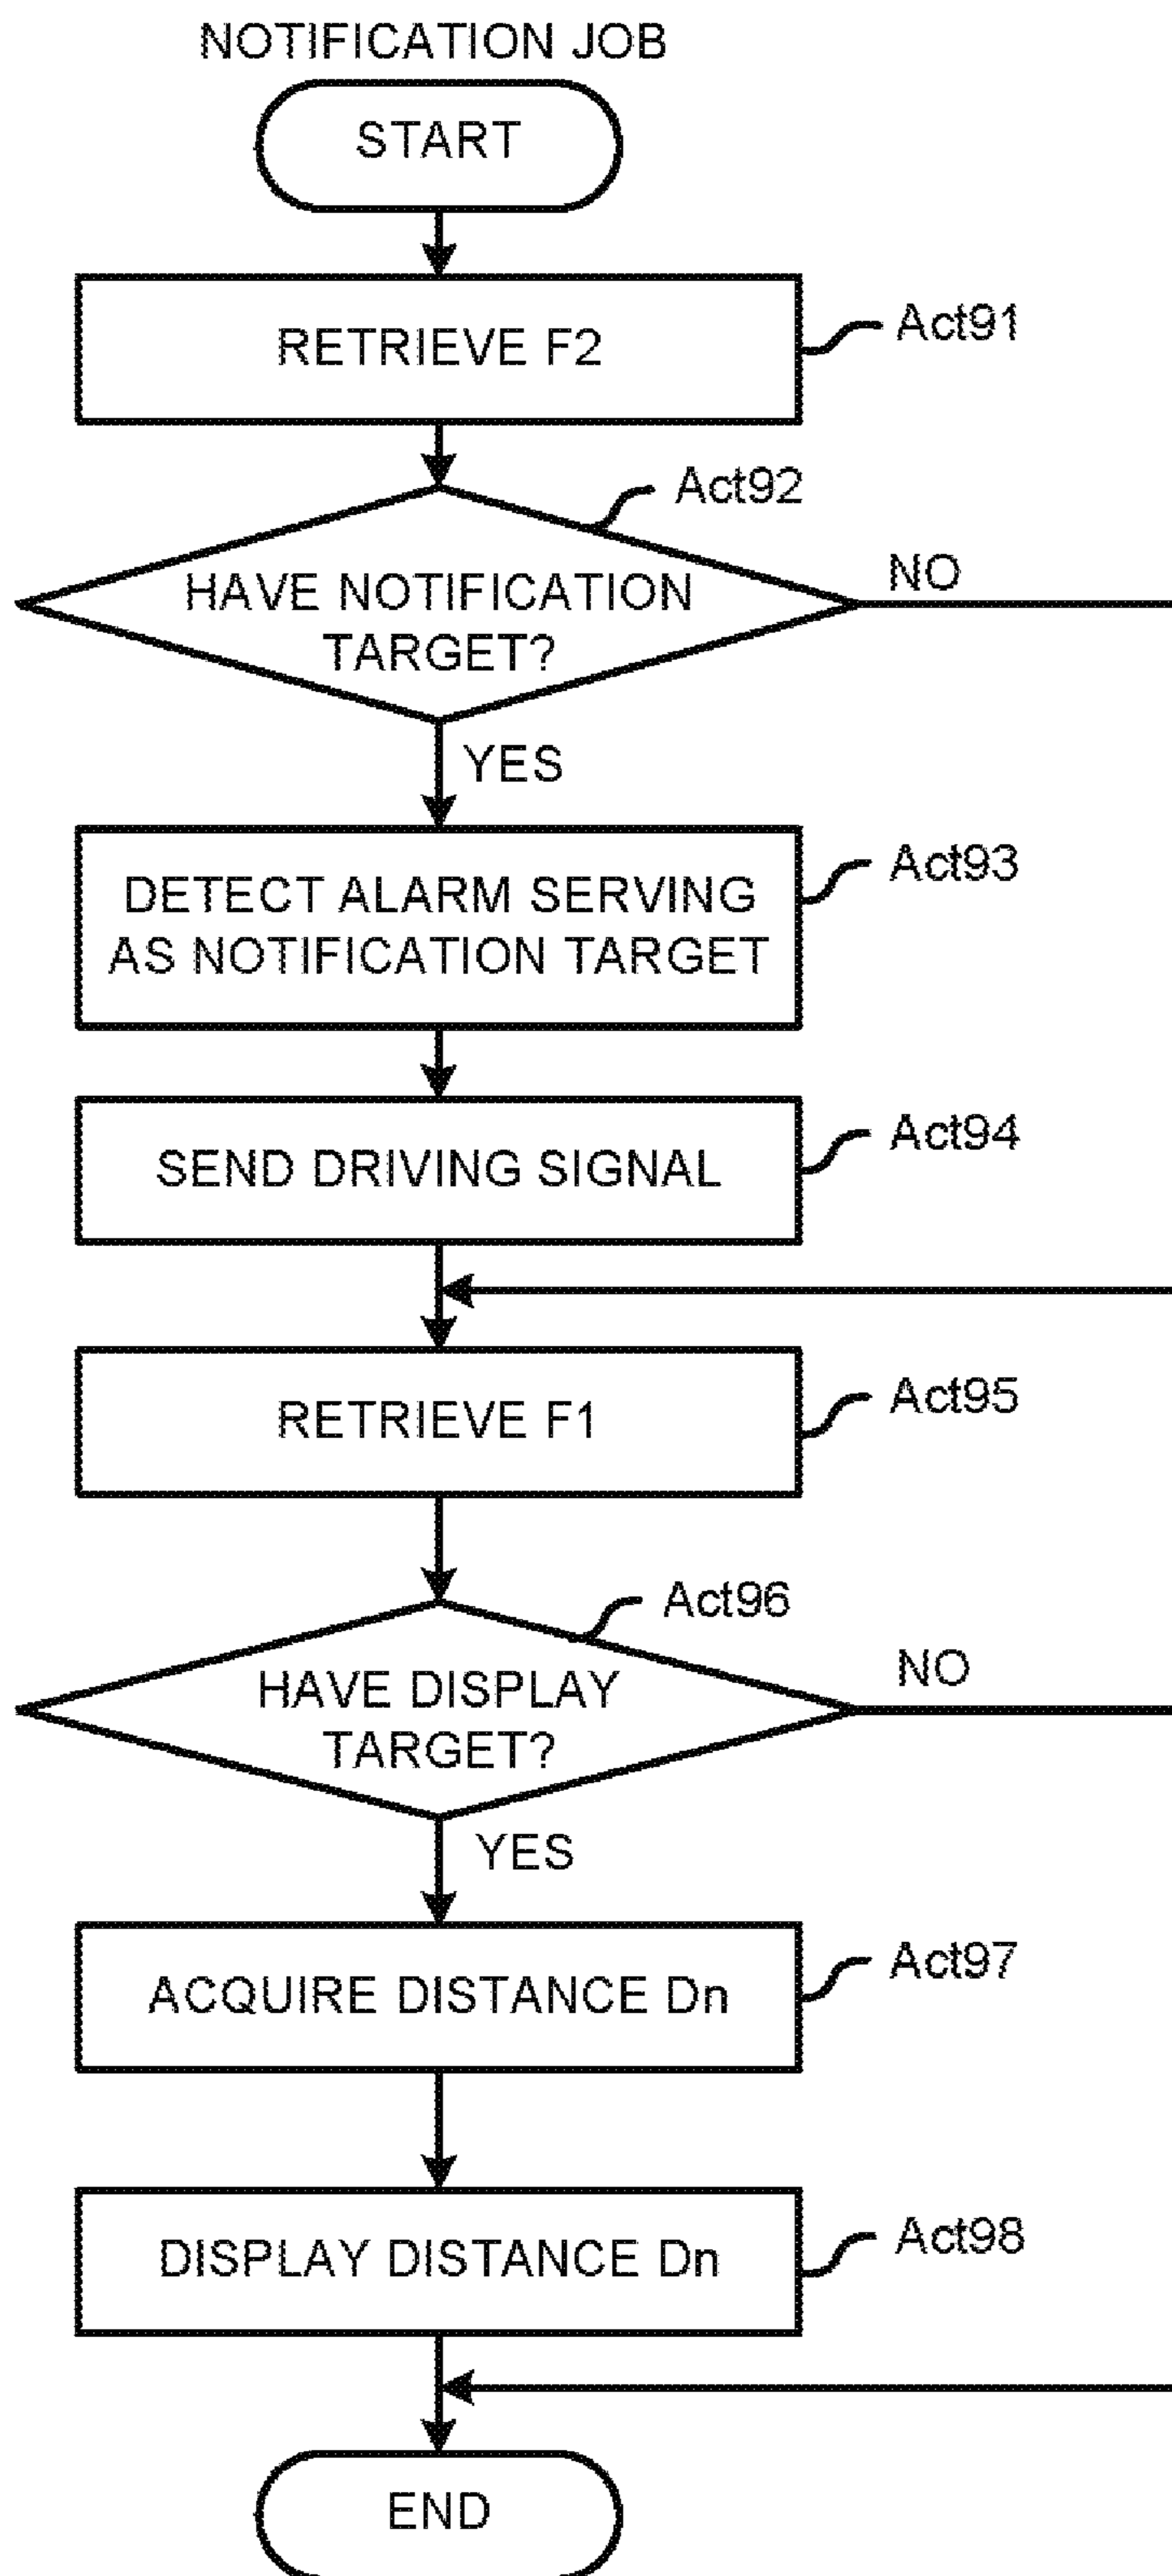 NOTIFICATION JOB
START
RETRIEVE F2
Act91
Act92
HAVE NOTIFICATION
TARGET?
NO
YES
DETECT ALARM SERVING
AS NOTIFICATION TARGET
Act93
SEND DRIVING SIGNAL
Act94
RETRIEVE F1
Act95
Act96
HAVE DISPLAY
TARGET?
NO
YES
ACQUIRE DISTANCE Dn
Act97
DISPLAY DISTANCE Dn
Act98
END